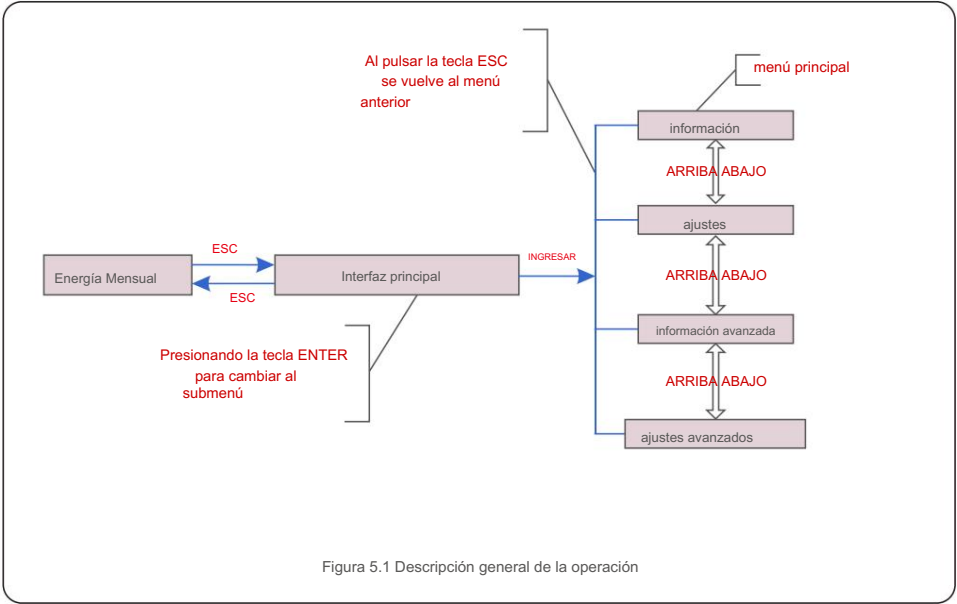 Al pulsar la tecla ESC
se vuelve al menú
anterior
menú principal
información
ARRIBA ABAJO
ajustes
ESC
INGRESAR
Energía Mensual
Interfaz principal
ARRIBA ABAJO
ESC
información avanzada
Presionando la tecla ENTER
para cambiar al
submenú
ARRIBA ABAJO
ajustes avanzados
Figura 5.1 Descripción general de la operación